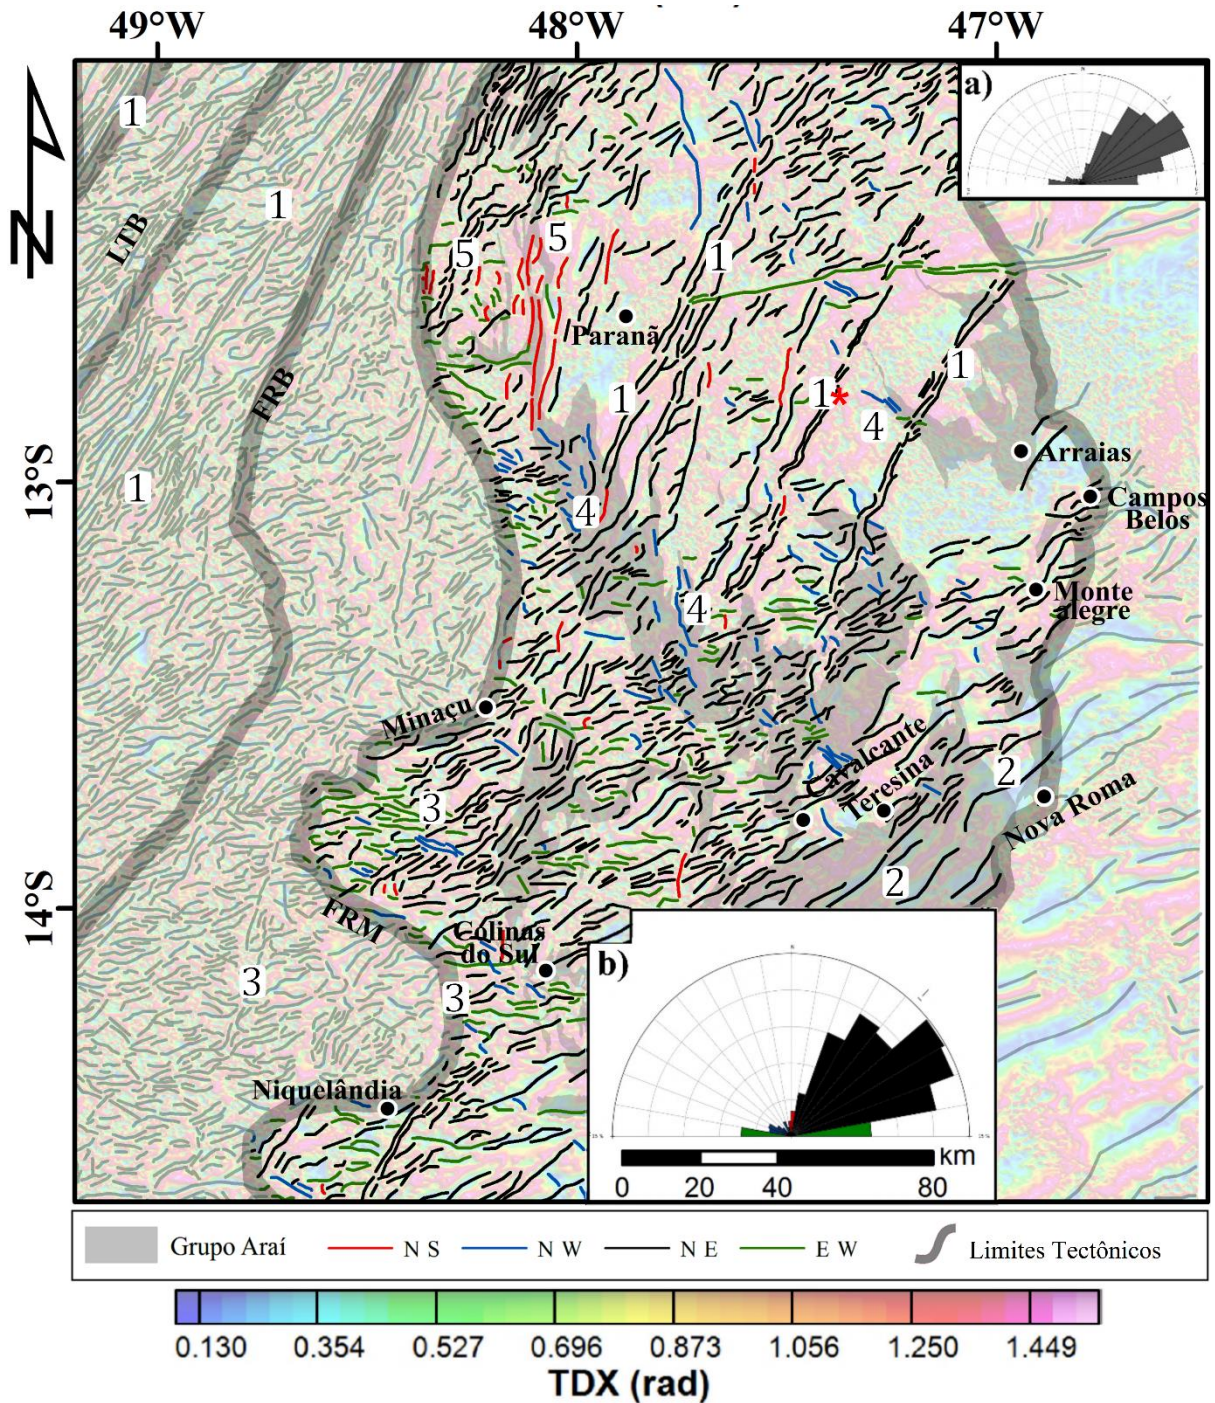 49°W 48°W 47°W
N
a)
1
1
LTB
5
5
1
Paranã
1
1
1
*
FRB
4
Arraias
13°S
1
Campos
Belos
4
Monte
alegre
4
Minaçu
Cavalcante
Teresina
2
Nova Roma
3
2
14°S
FRM
Colinas
do Sul
b)
3
3
Niquelândia
km
0 20 40 80
Grupo Araí N S N W N E E W Limites Tectônicos
0.130 0.354 0.527 0.696 0.873 1.056 1.250 1.449
TDX (rad)